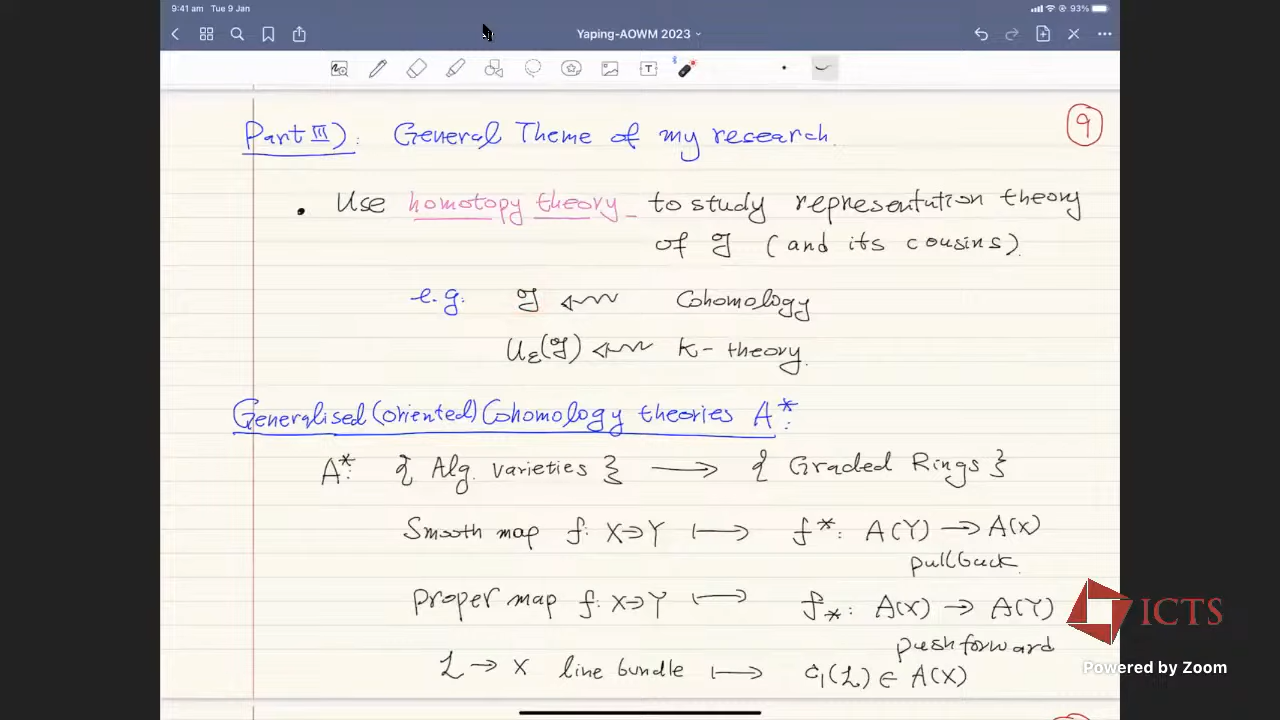 9:41 am Tue 9 Jan
93%
Yaping-AOWM 2023
Part III): General Theme of my research.
9
• Use homotopy theory to study representation theory
of 𝔤 (and its cousins).
e.g. 𝔤 ⇜ Cohomology
U_ε(𝔤) ⇜ K-theory.
Generalised (oriented) Cohomology theories A*:
A*: { Alg. varieties } ⟶ { Graded Rings }
Smooth map f: X→Y ⟼ f*: A(Y) → A(X)
pullback.
proper map f: X→Y ⟼ f_*: A(X) → A(Y)
pushforward
ℒ → X line bundle ⟼ c₁(ℒ) ∈ A(X)
ICTS
Powered by Zoom